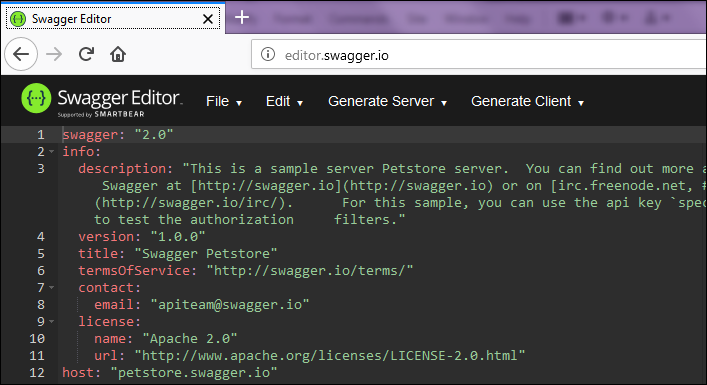 Swagger Editor
editor.swagger.io
Swagger Editor
Supported by SMARTBEAR
File Edit Generate Server Generate Client
1 swagger: "2.0"
2 info:
3 description: "This is a sample server Petstore server.  You can find out more a
Swagger at [http://swagger.io](http://swagger.io) or on [irc.freenode.net, #
(http://swagger.io/irc/).      For this sample, you can use the api key `spec
to test the authorization     filters."
4 version: "1.0.0"
5 title: "Swagger Petstore"
6 termsOfService: "http://swagger.io/terms/"
7 contact:
8 email: "apiteam@swagger.io"
9 license:
10 name: "Apache 2.0"
11 url: "http://www.apache.org/licenses/LICENSE-2.0.html"
12 host: "petstore.swagger.io"